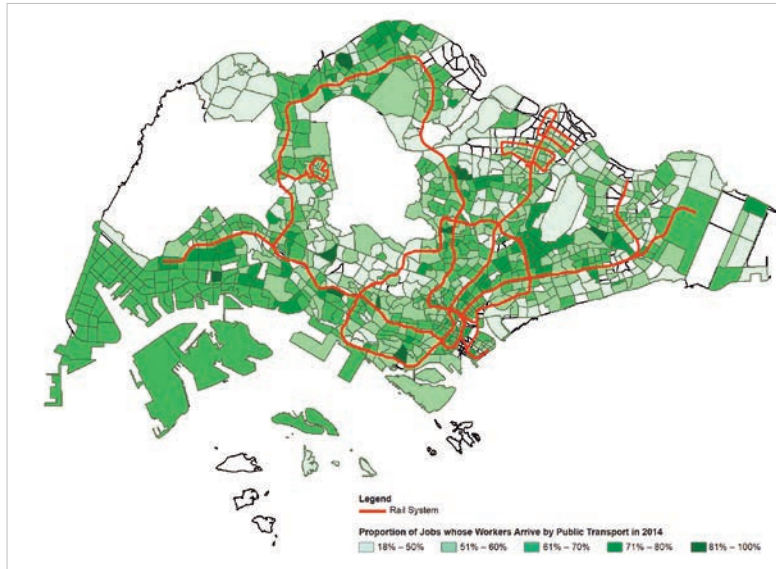 Legend
Rail System
Proportion of Jobs whose Workers Arrive by Public Transport in 2014
18% – 50% 51% – 60% 61% – 70% 71% – 80% 81% – 100%